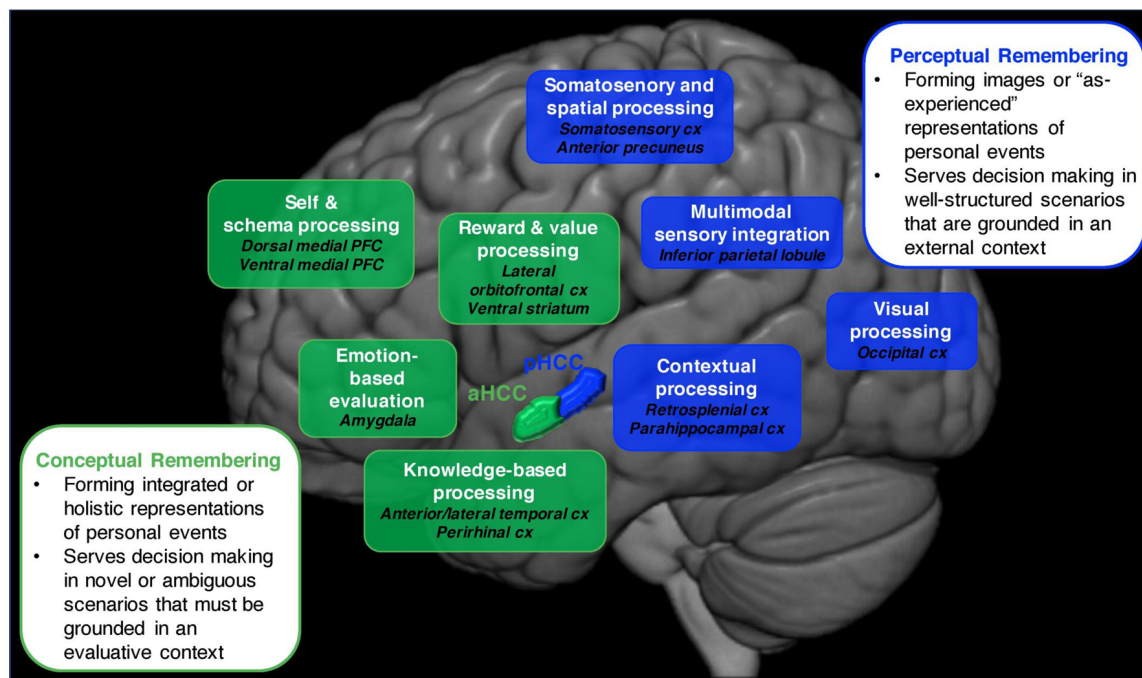 Perceptual Remembering
• Forming images or “as-
experienced”
representations of
personal events
• Serves decision making in
well-structured scenarios
that are grounded in an
external context
Somatosenory and
spatial processing
Somatosensory cx
Anterior precuneus
Self &
schema processing
Dorsal medial PFC
Ventral medial PFC
Reward & value
processing
Lateral
orbitofrontal cx
Ventral striatum
Multimodal
sensory integration
Inferior parietal lobule
Visual
processing
Occipital cx
Emotion-
based
evaluation
Amygdala
pHCC
aHCC
Contextual
processing
Retrosplenial cx
Parahippocampal cx
Knowledge-based
processing
Anterior/lateral temporal cx
Perirhinal cx
Conceptual Remembering
• Forming integrated or
holistic representations
of personal events
• Serves decision making
in novel or ambiguous
scenarios that must be
grounded in an
evaluative context